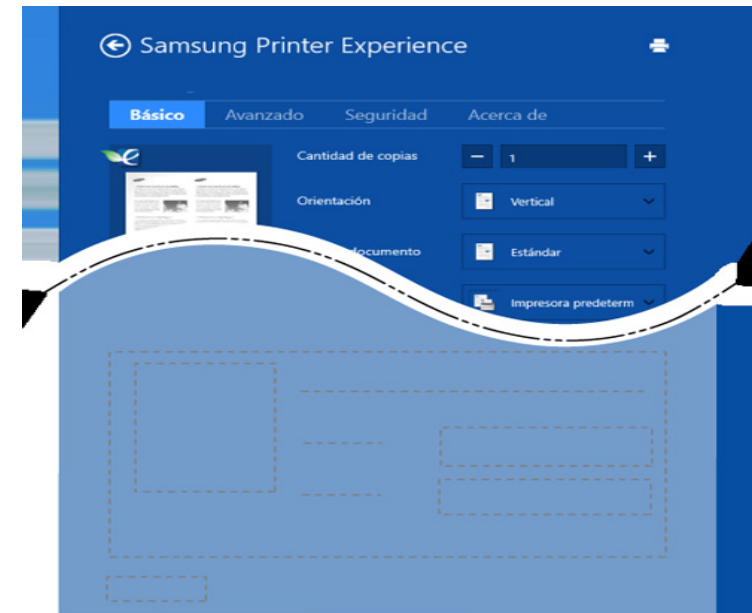 Samsung Printer Experience
Básico Avanzado Seguridad Acerca de
Cantidad de copias 1
Orientación Vertical
documento Estándar
Impresora predeterm